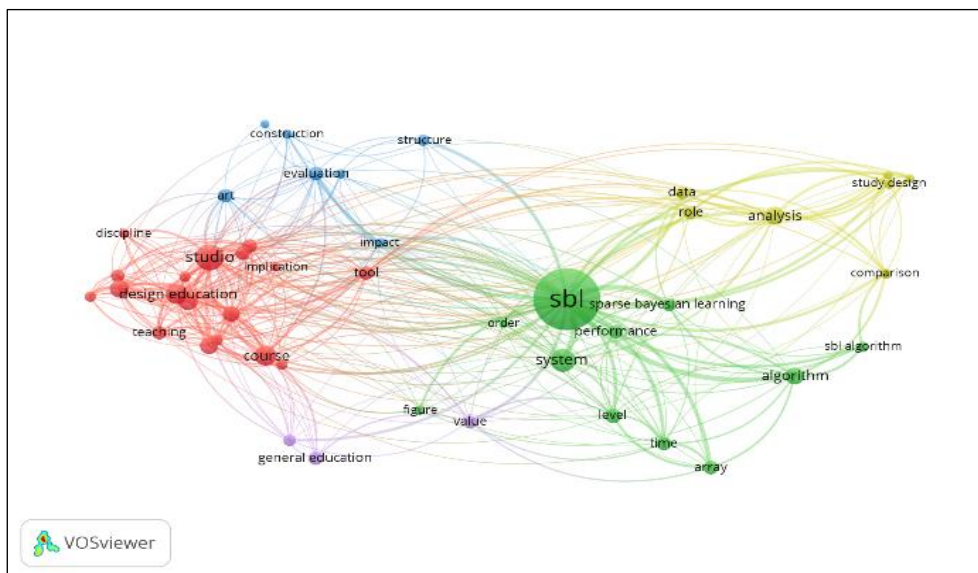 construction
structure
evaluation
study design
data
art
role
analysis
discipline
impact
studio
implication
tool
comparison
design education
sbl
sparse bayesian learning
order
performance
teaching
sbl algorithm
course
system
algorithm
figure
level
value
time
general education
array
VOSviewer